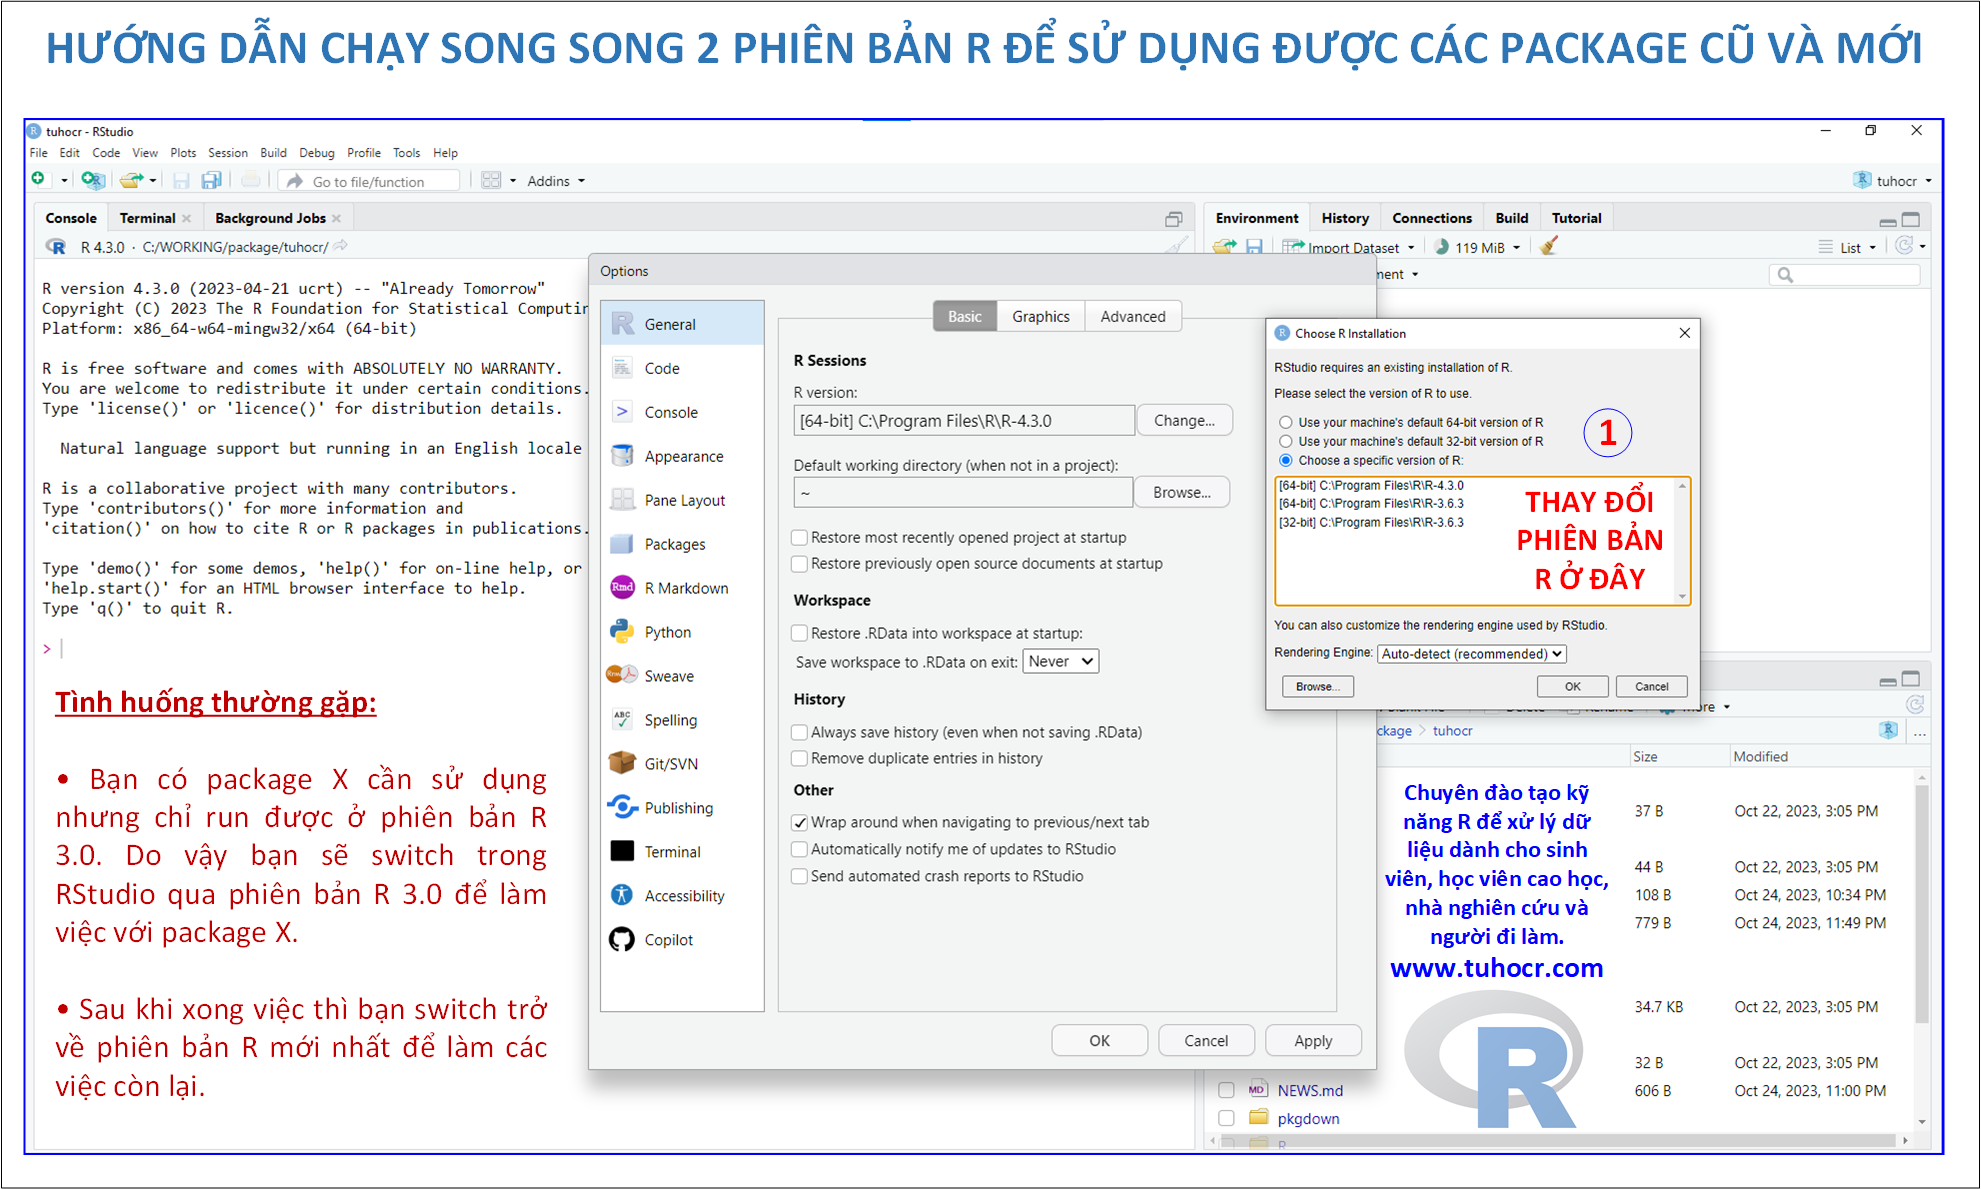 HƯỚNG DẪN CHẠY SONG SONG 2 PHIÊN BẢN R ĐỂ SỬ DỤNG ĐƯỢC CÁC PACKAGE CŨ VÀ MỚI
tuhocr - RStudio
File Edit Code View Plots Session Build Debug Profile Tools Help
Go to file/function
Addins
tuhocr
Console Terminal Background Jobs
R 4.3.0 · C:/WORKING/package/tuhocr/
R version 4.3.0 (2023-04-21 ucrt) -- "Already Tomorrow"
Copyright (C) 2023 The R Foundation for Statistical Computin
Platform: x86_64-w64-mingw32/x64 (64-bit)
R is free software and comes with ABSOLUTELY NO WARRANTY.
You are welcome to redistribute it under certain conditions.
Type 'license()' or 'licence()' for distribution details.
Natural language support but running in an English locale
R is a collaborative project with many contributors.
Type 'contributors()' for more information and
'citation()' on how to cite R or R packages in publications.
Type 'demo()' for some demos, 'help()' for on-line help, or
'help.start()' for an HTML browser interface to help.
Type 'q()' to quit R.
>
Tình huống thường gặp:
• Bạn có package X cần sử dụng
nhưng chỉ run được ở phiên bản R
3.0. Do vậy bạn sẽ switch trong
RStudio qua phiên bản R 3.0 để làm
việc với package X.
• Sau khi xong việc thì bạn switch trở
về phiên bản R mới nhất để làm các
việc còn lại.
Options
General
Code
Console
Appearance
Pane Layout
Packages
R Markdown
Python
Sweave
Spelling
Git/SVN
Publishing
Terminal
Accessibility
Copilot
Basic Graphics Advanced
R Sessions
R version:
[64-bit] C:\Program Files\R\R-4.3.0
Change...
Default working directory (when not in a project):
~
Browse...
Restore most recently opened project at startup
Restore previously open source documents at startup
Workspace
Restore .RData into workspace at startup:
Save workspace to .RData on exit: Never
History
Always save history (even when not saving .RData)
Remove duplicate entries in history
Other
Wrap around when navigating to previous/next tab
Automatically notify me of updates to RStudio
Send automated crash reports to RStudio
OK Cancel Apply
Environment History Connections Build Tutorial
Import Dataset 119 MiB List
ment
Choose R Installation
RStudio requires an existing installation of R.
Please select the version of R to use.
Use your machine's default 64-bit version of R
Use your machine's default 32-bit version of R
Choose a specific version of R:
1
[64-bit] C:\Program Files\R\R-4.3.0
[64-bit] C:\Program Files\R\R-3.6.3
[32-bit] C:\Program Files\R\R-3.6.3
THAY ĐỔI
PHIÊN BẢN
R Ở ĐÂY
You can also customize the rendering engine used by RStudio.
Rendering Engine: Auto-detect (recommended)
Browse... OK Cancel
More
ckage > tuhocr
...
Size Modified
37 B Oct 22, 2023, 3:05 PM
44 B Oct 22, 2023, 3:05 PM
108 B Oct 24, 2023, 10:34 PM
779 B Oct 24, 2023, 11:49 PM
34.7 KB Oct 22, 2023, 3:05 PM
32 B Oct 22, 2023, 3:05 PM
NEWS.md 606 B Oct 24, 2023, 11:00 PM
pkgdown
R
Chuyên đào tạo kỹ
năng R để xử lý dữ
liệu dành cho sinh
viên, học viên cao học,
nhà nghiên cứu và
người đi làm.
www.tuhocr.com
R